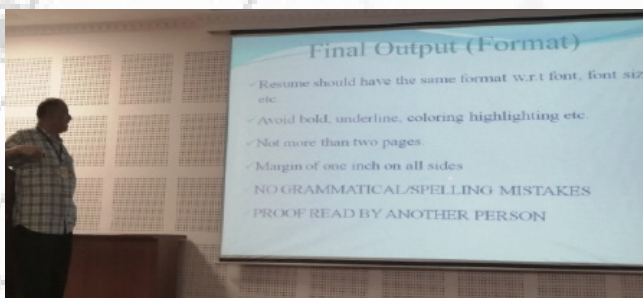 Final Output (Format)
Resume should have the same format w.r.t font, font siz
etc
Avoid bold, underline, coloring highlighting etc.
Not more than two pages.
Margin of one inch on all sides
NO GRAMMATICAL/SPELLING MISTAKES
PROOF READ BY ANOTHER PERSON